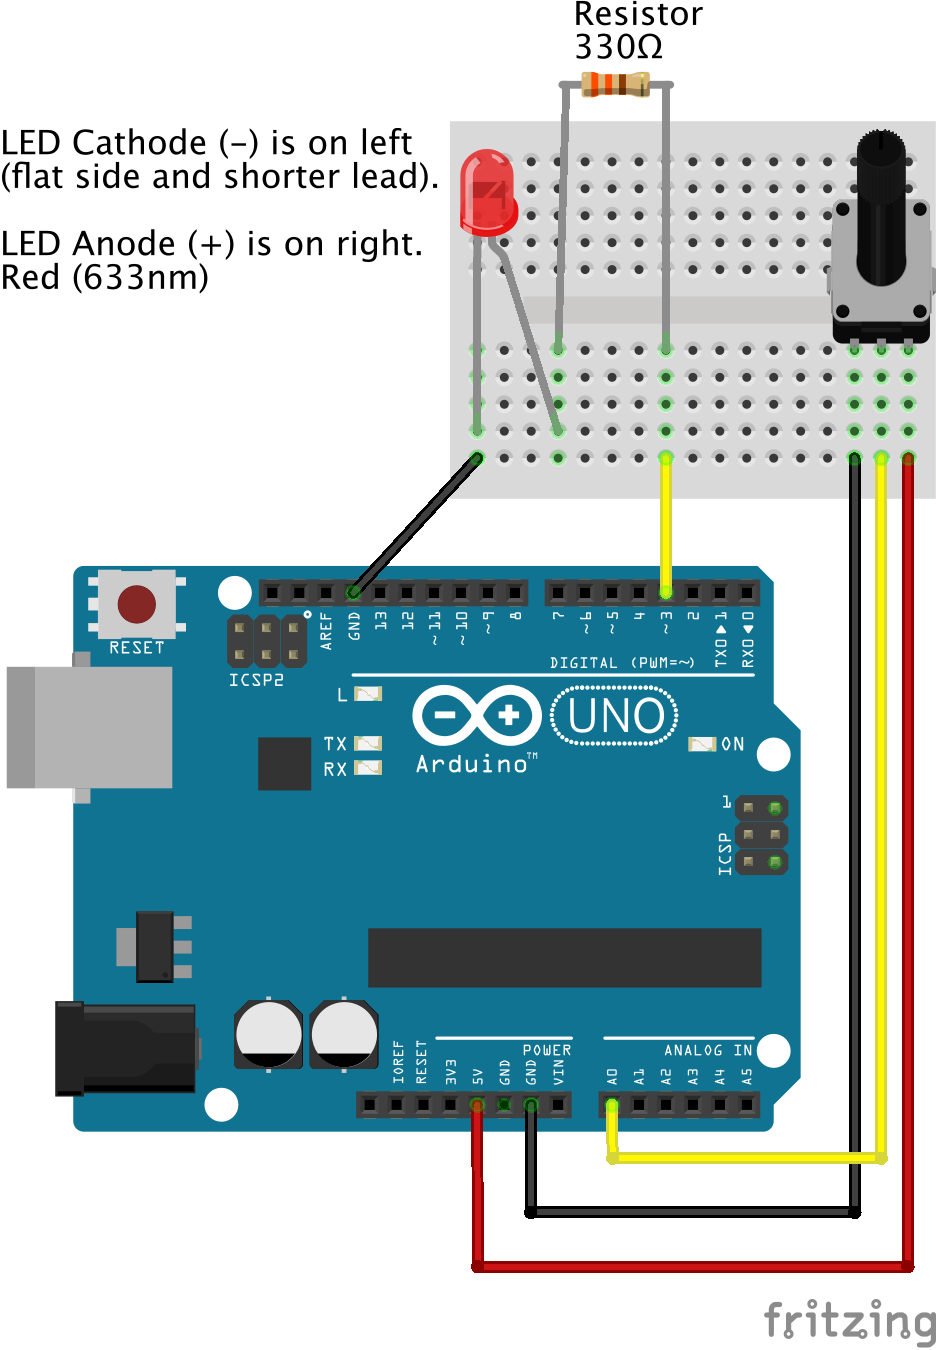 Resistor
330Ω
LED Cathode (-) is on left
(flat side and shorter lead).
LED Anode (+) is on right.
Red (633nm)
RESET
ICSP2
AREF
GND
13
12
~11
~10
~9
8
7
~6
~5
4
~3
2
TX0▶1
RX0◀0
DIGITAL (PWM=~)
L
TX
RX
Arduino™
UNO
ON
1
ICSP
IOREF
RESET
3V3
5V
GND
GND
VIN
POWER
ANALOG IN
A0
A1
A2
A3
A4
A5
fritzing